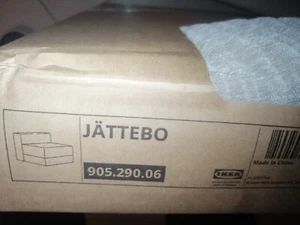 JÄTTEBO
905.290.06
IKEA
Made in China